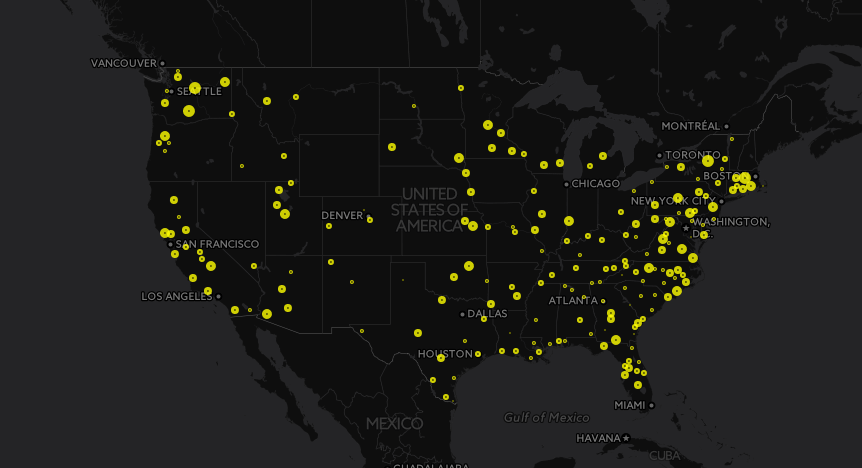 VANCOUVER
SEATTLE
MONTRÉAL
TORONTO
BOSTON
CHICAGO
UNITED
STATES OF
AMERICA
NEW YORK CITY
DENVER
WASHINGTON,
D.C.
SAN FRANCISCO
LOS ANGELES
ATLANTA
DALLAS
HOUSTON
MIAMI
Gulf of Mexico
MEXICO
HAVANA
CUBA
GUADALAJARA